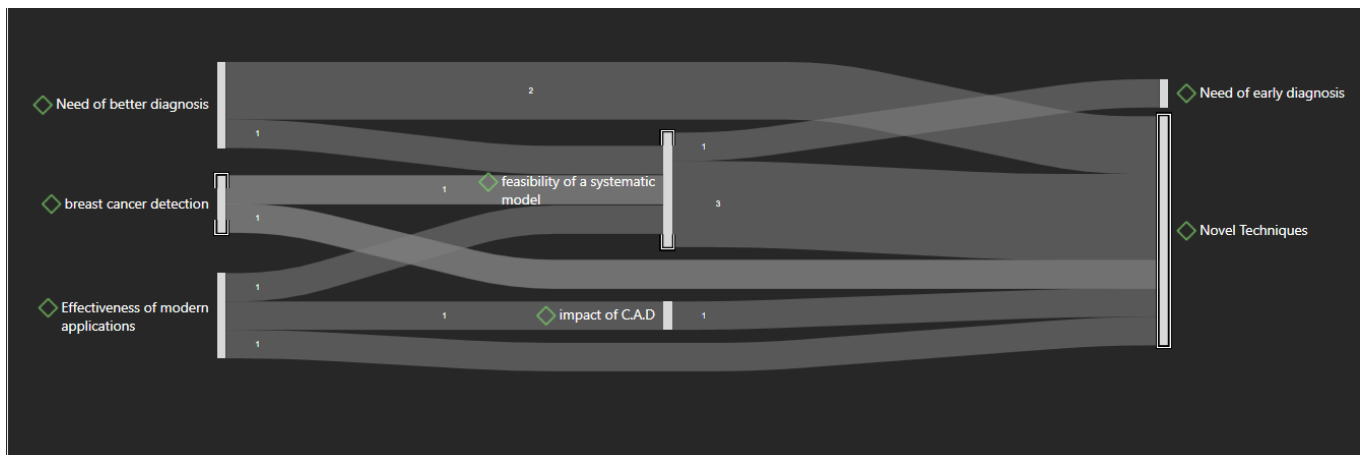 Need of better diagnosis
2
1
breast cancer detection
1
1
Effectiveness of modern
applications
1
1
1
feasibility of a systematic
model
1
3
impact of C.A.D
1
Need of early diagnosis
Novel Techniques